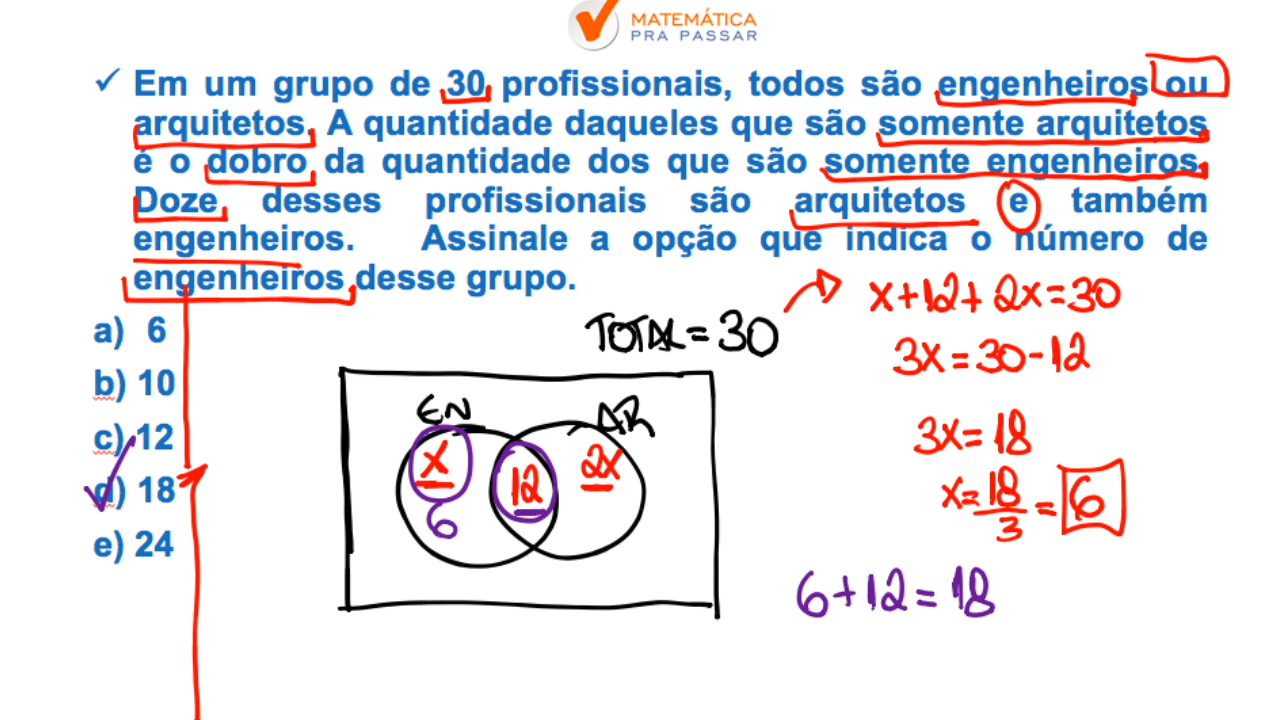 MATEMÁTICA
PRA PASSAR
✓ Em um grupo de 30 profissionais, todos são engenheiros ou
arquitetos. A quantidade daqueles que são somente arquitetos
é o dobro da quantidade dos que são somente engenheiros.
Doze desses profissionais são arquitetos e também
engenheiros. Assinale a opção que indica o número de
engenheiros desse grupo.
a) 6
b) 10
c) 12
d) 18
e) 24
TOTAL = 30
EN AR
x 12 2x
6
x+12+2x=30
3x=30-12
3x=18
x=18/3=6
6+12=18